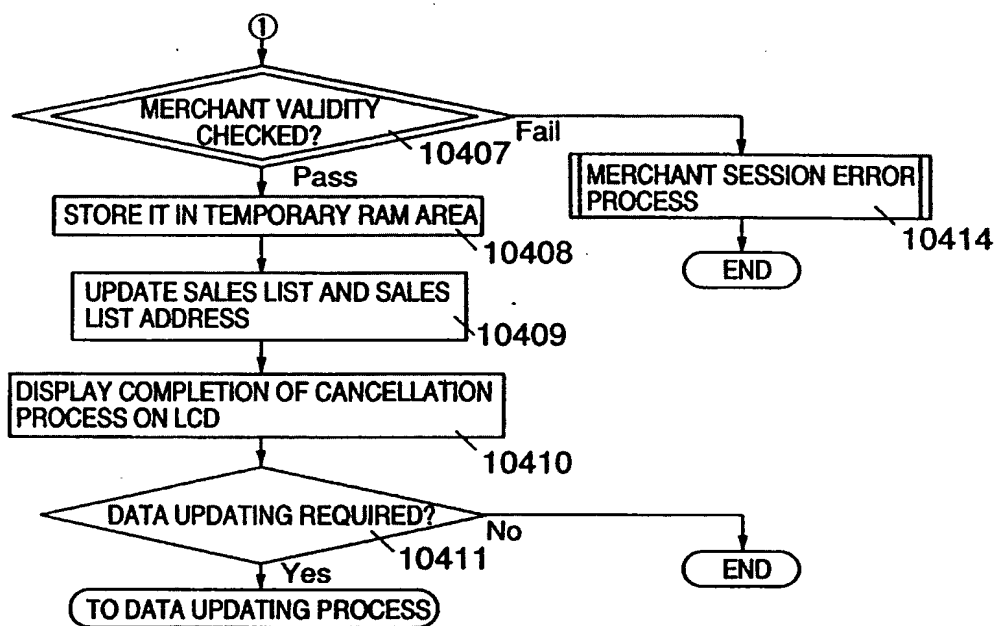 1
MERCHANT VALIDITY
CHECKED?
10407
Fail
Pass
MERCHANT SESSION ERROR
PROCESS
10414
END
STORE IT IN TEMPORARY RAM AREA
10408
UPDATE SALES LIST AND SALES
LIST ADDRESS
10409
DISPLAY COMPLETION OF CANCELLATION
PROCESS ON LCD
10410
DATA UPDATING REQUIRED?
10411
No
Yes
END
TO DATA UPDATING PROCESS